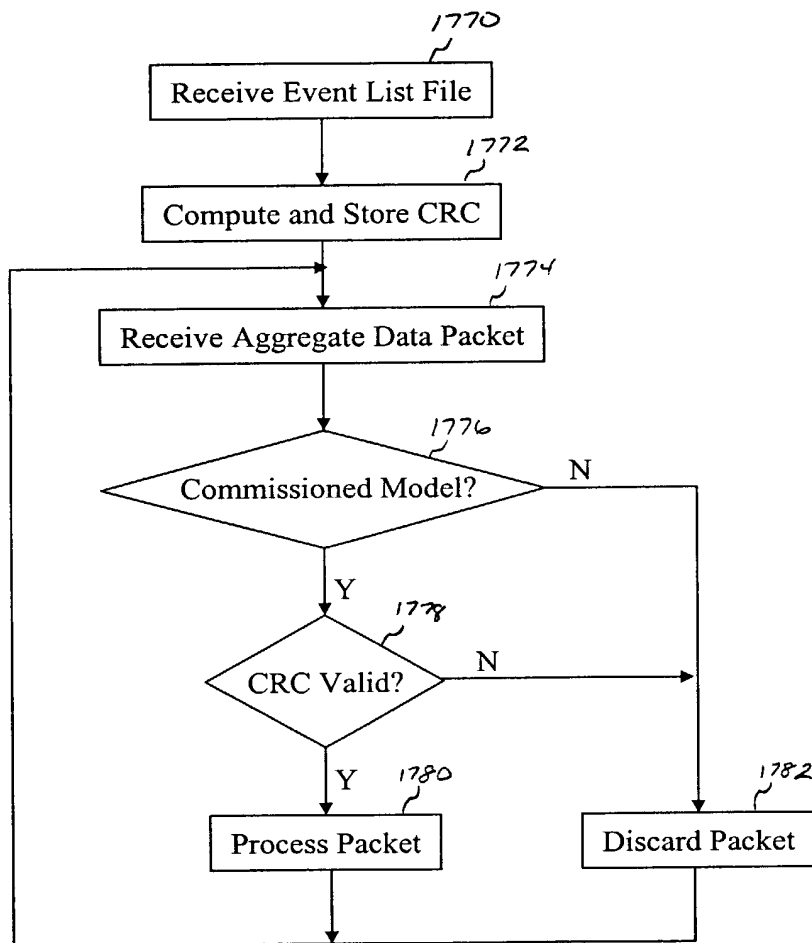 1770
Receive Event List File
1772
Compute and Store CRC
1774
Receive Aggregate Data Packet
1776
Commissioned Model?
N
Y
1778
CRC Valid?
N
Y
1780
Process Packet
1782
Discard Packet